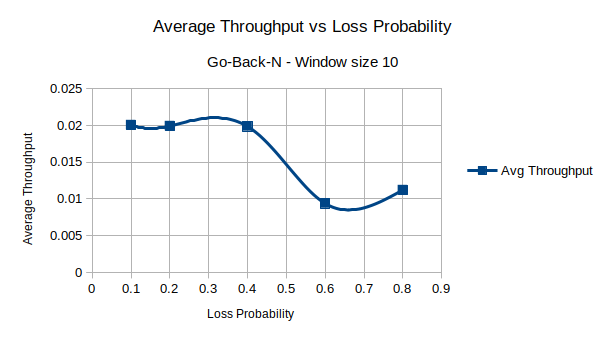 Average Throughput vs Loss Probability
Go-Back-N - Window size 10
0.025
0.02
0.015
0.01
0.005
0
Average Throughput
0 0.1 0.2 0.3 0.4 0.5 0.6 0.7 0.8 0.9
Loss Probability
Avg Throughput